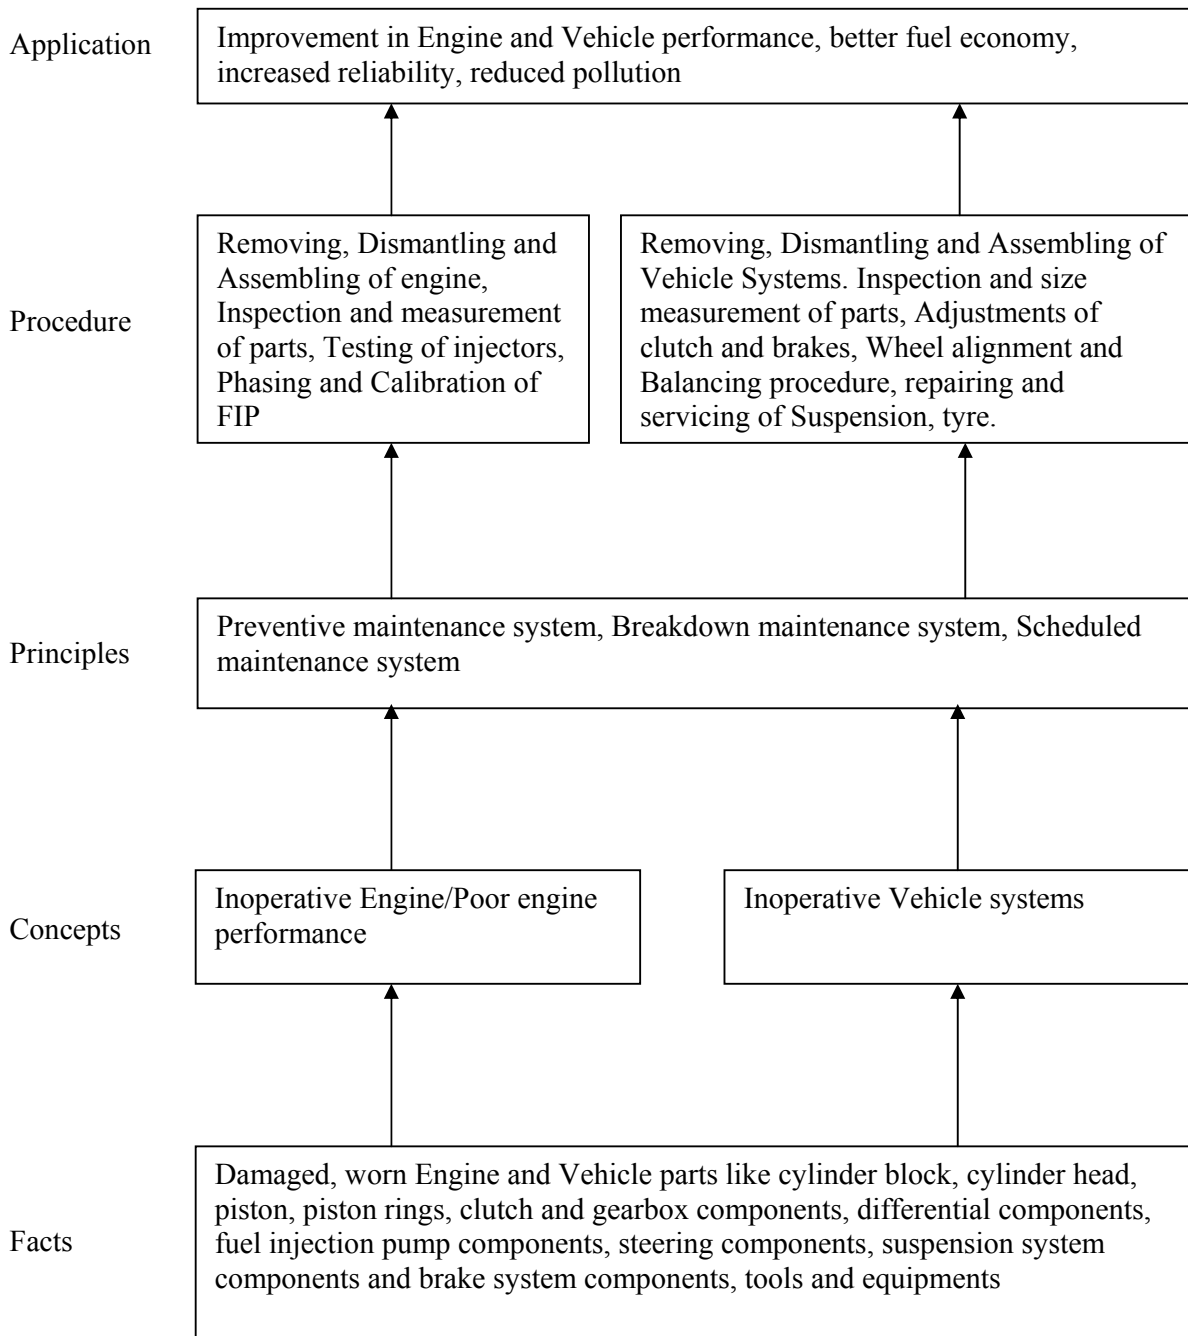 Application
Improvement in Engine and Vehicle performance, better fuel economy,
increased reliability, reduced pollution
Procedure
Removing, Dismantling and
Assembling of engine,
Inspection and measurement
of parts, Testing of injectors,
Phasing and Calibration of
FIP
Removing, Dismantling and Assembling of
Vehicle Systems. Inspection and size
measurement of parts, Adjustments of
clutch and brakes, Wheel alignment and
Balancing procedure, repairing and
servicing of Suspension, tyre.
Principles
Preventive maintenance system, Breakdown maintenance system, Scheduled
maintenance system
Concepts
Inoperative Engine/Poor engine
performance
Inoperative Vehicle systems
Facts
Damaged, worn Engine and Vehicle parts like cylinder block, cylinder head,
piston, piston rings, clutch and gearbox components, differential components,
fuel injection pump components, steering components, suspension system
components and brake system components, tools and equipments